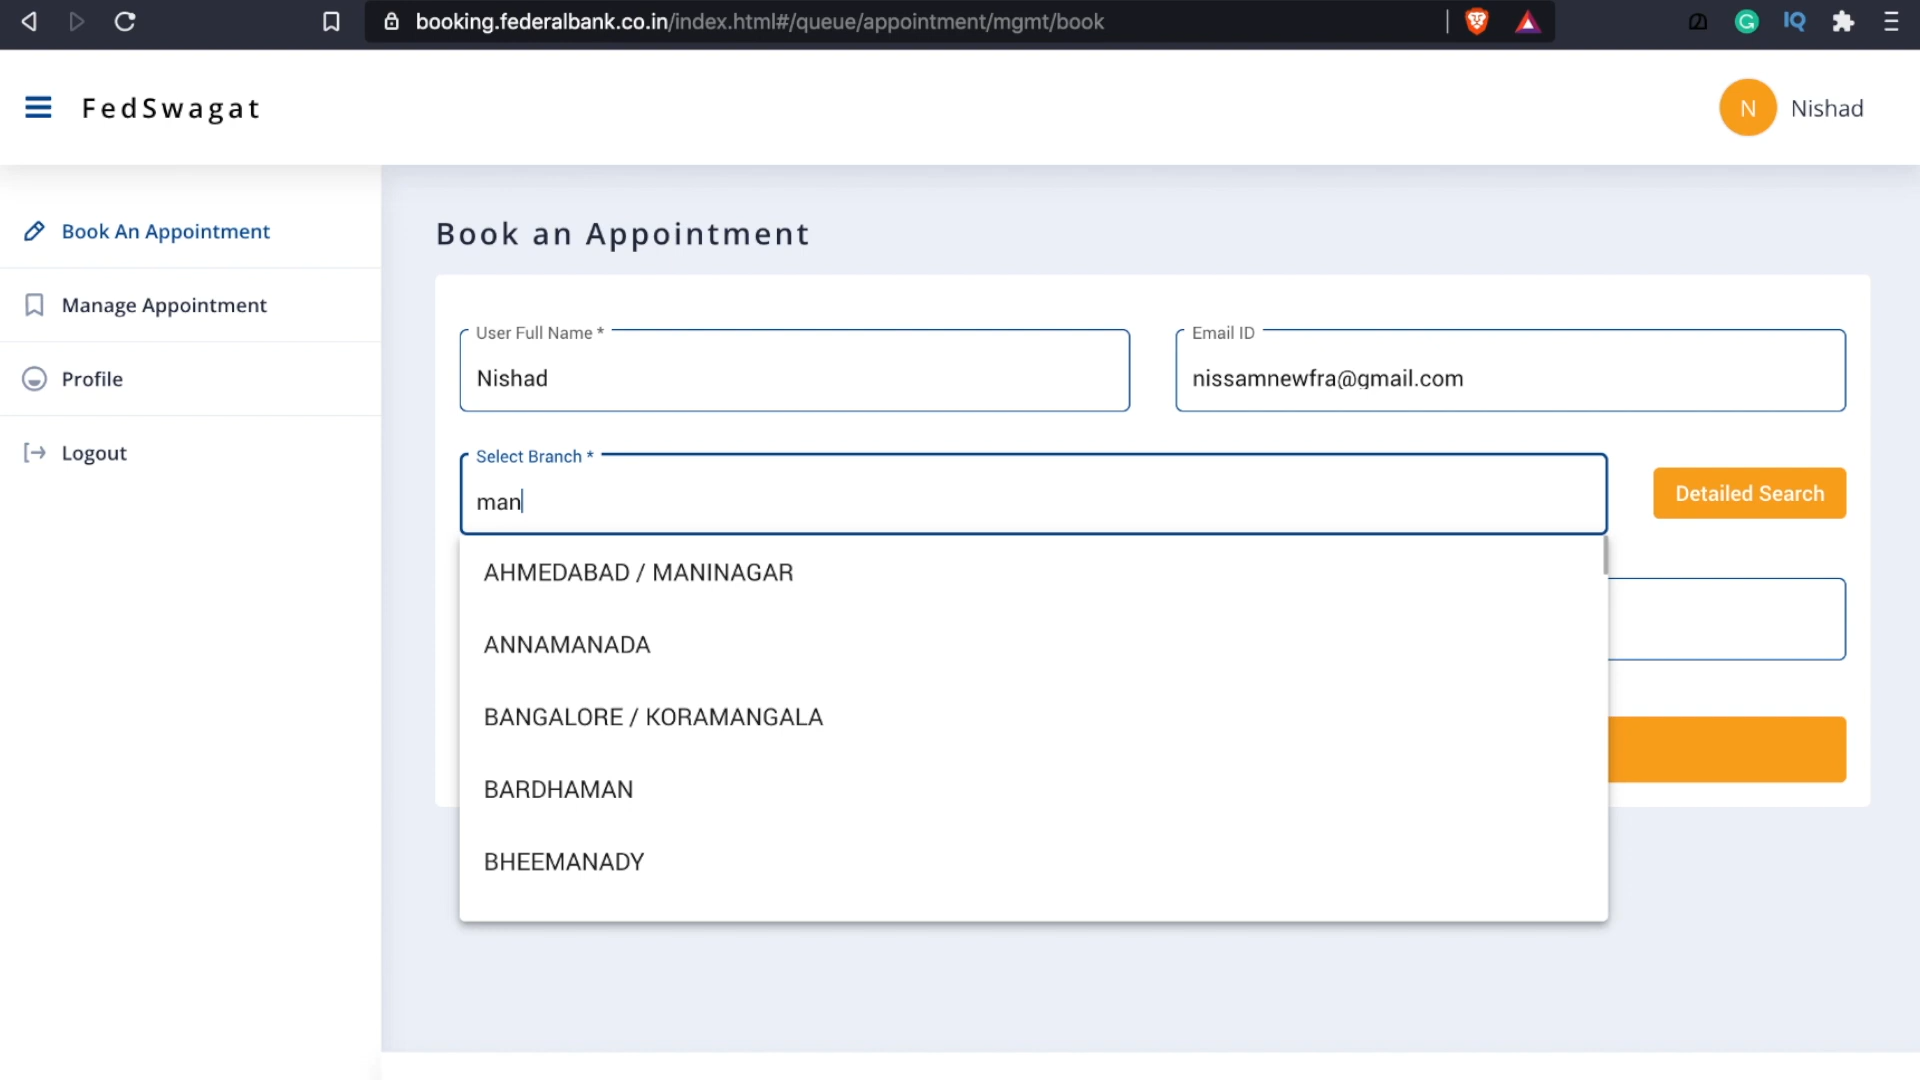 booking.federalbank.co.in/index.html#/queue/appointment/mgmt/book
G
IQ
FedSwagat
N
Nishad
Book An Appointment
Manage Appointment
Profile
Logout
Book an Appointment
User Full Name *
Nishad
Email ID
nissamnewfra@gmail.com
Select Branch *
man
Detailed Search
AHMEDABAD / MANINAGAR
ANNAMANADA
BANGALORE / KORAMANGALA
BARDHAMAN
BHEEMANADY